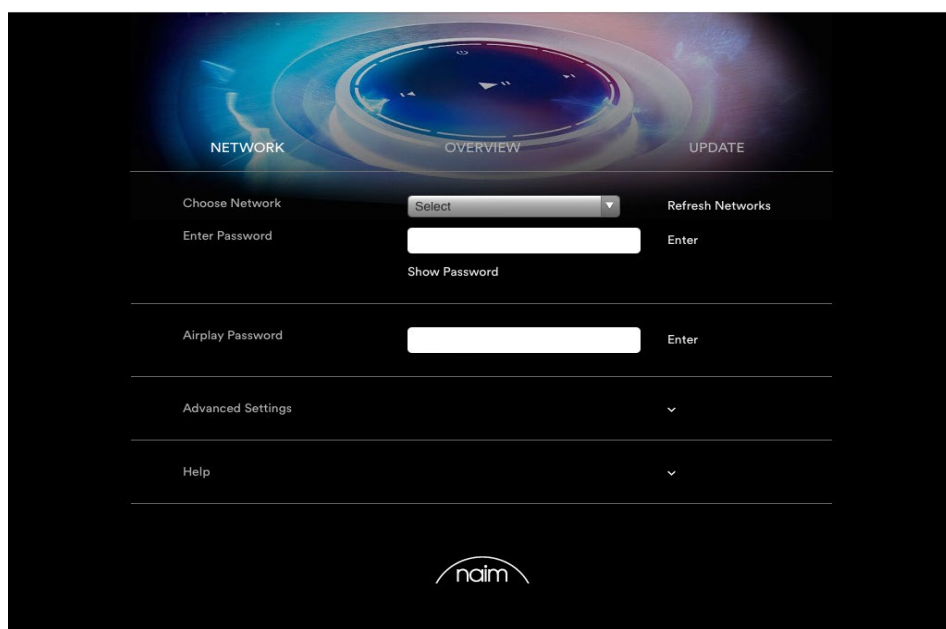 NETWORK OVERVIEW UPDATE
Choose Network Select Refresh Networks
Enter Password Enter
Show Password
Airplay Password Enter
Advanced Settings
Help
naim